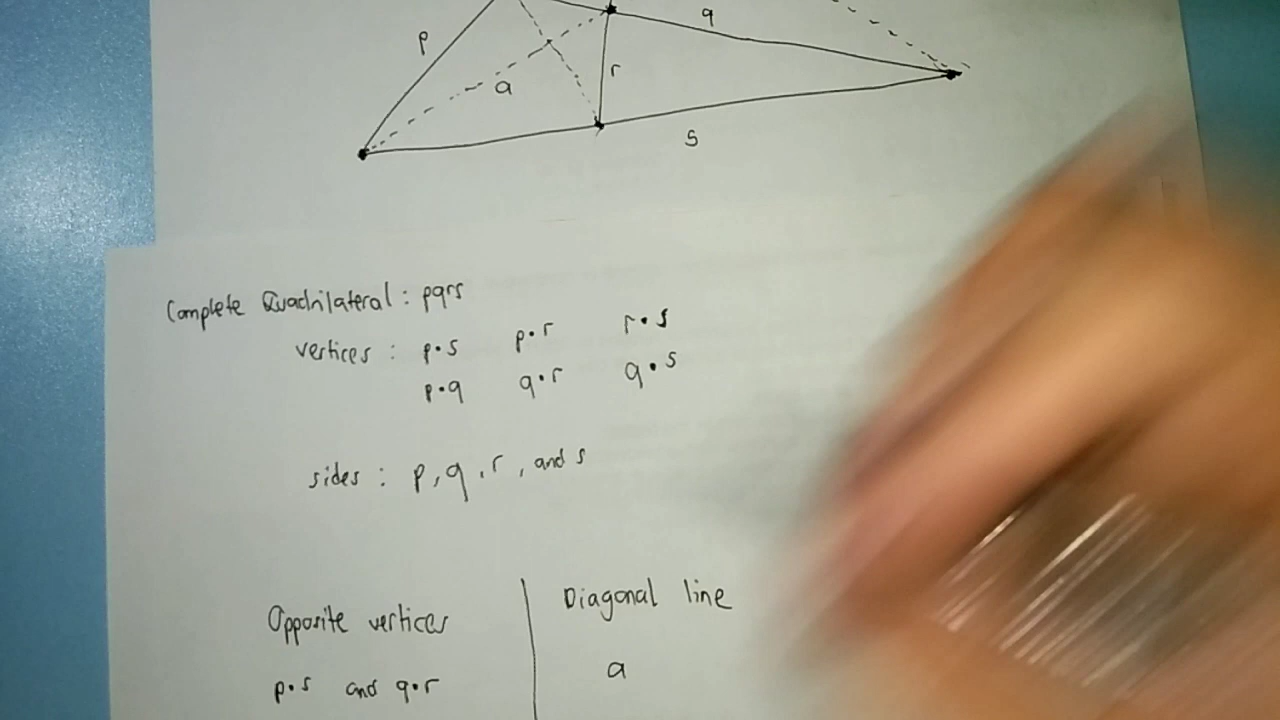 p
q
a
r
s
Complete Quadrilateral : pqrs
vertices : p·s p·r r·s
p·q q·r q·s
sides : p, q, r, and s
Opposite vertices Diagonal line
p·s and q·r a